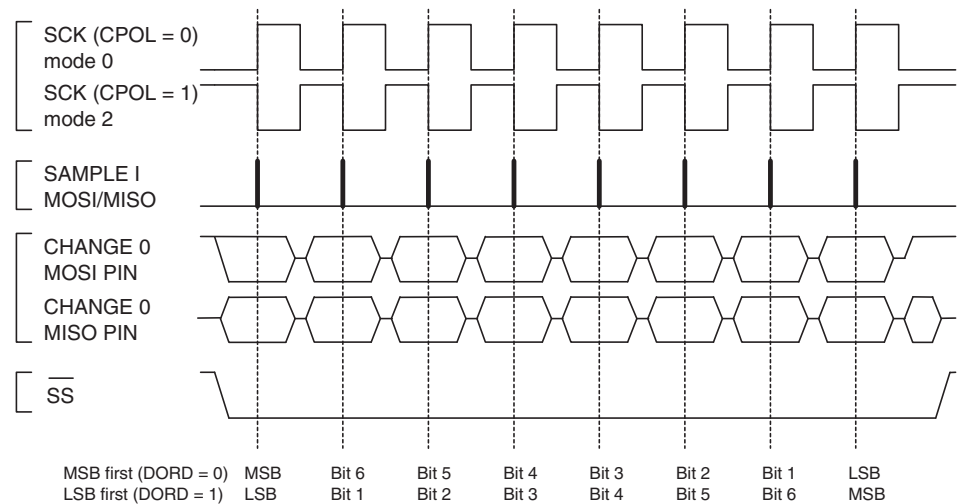 SCK (CPOL = 0)
mode 0
SCK (CPOL = 1)
mode 2
SAMPLE I
MOSI/MISO
CHANGE 0
MOSI PIN
CHANGE 0
MISO PIN
SS
MSB first (DORD = 0) MSB Bit 6 Bit 5 Bit 4 Bit 3 Bit 2 Bit 1 LSB
LSB first (DORD = 1) LSB Bit 1 Bit 2 Bit 3 Bit 4 Bit 5 Bit 6 MSB